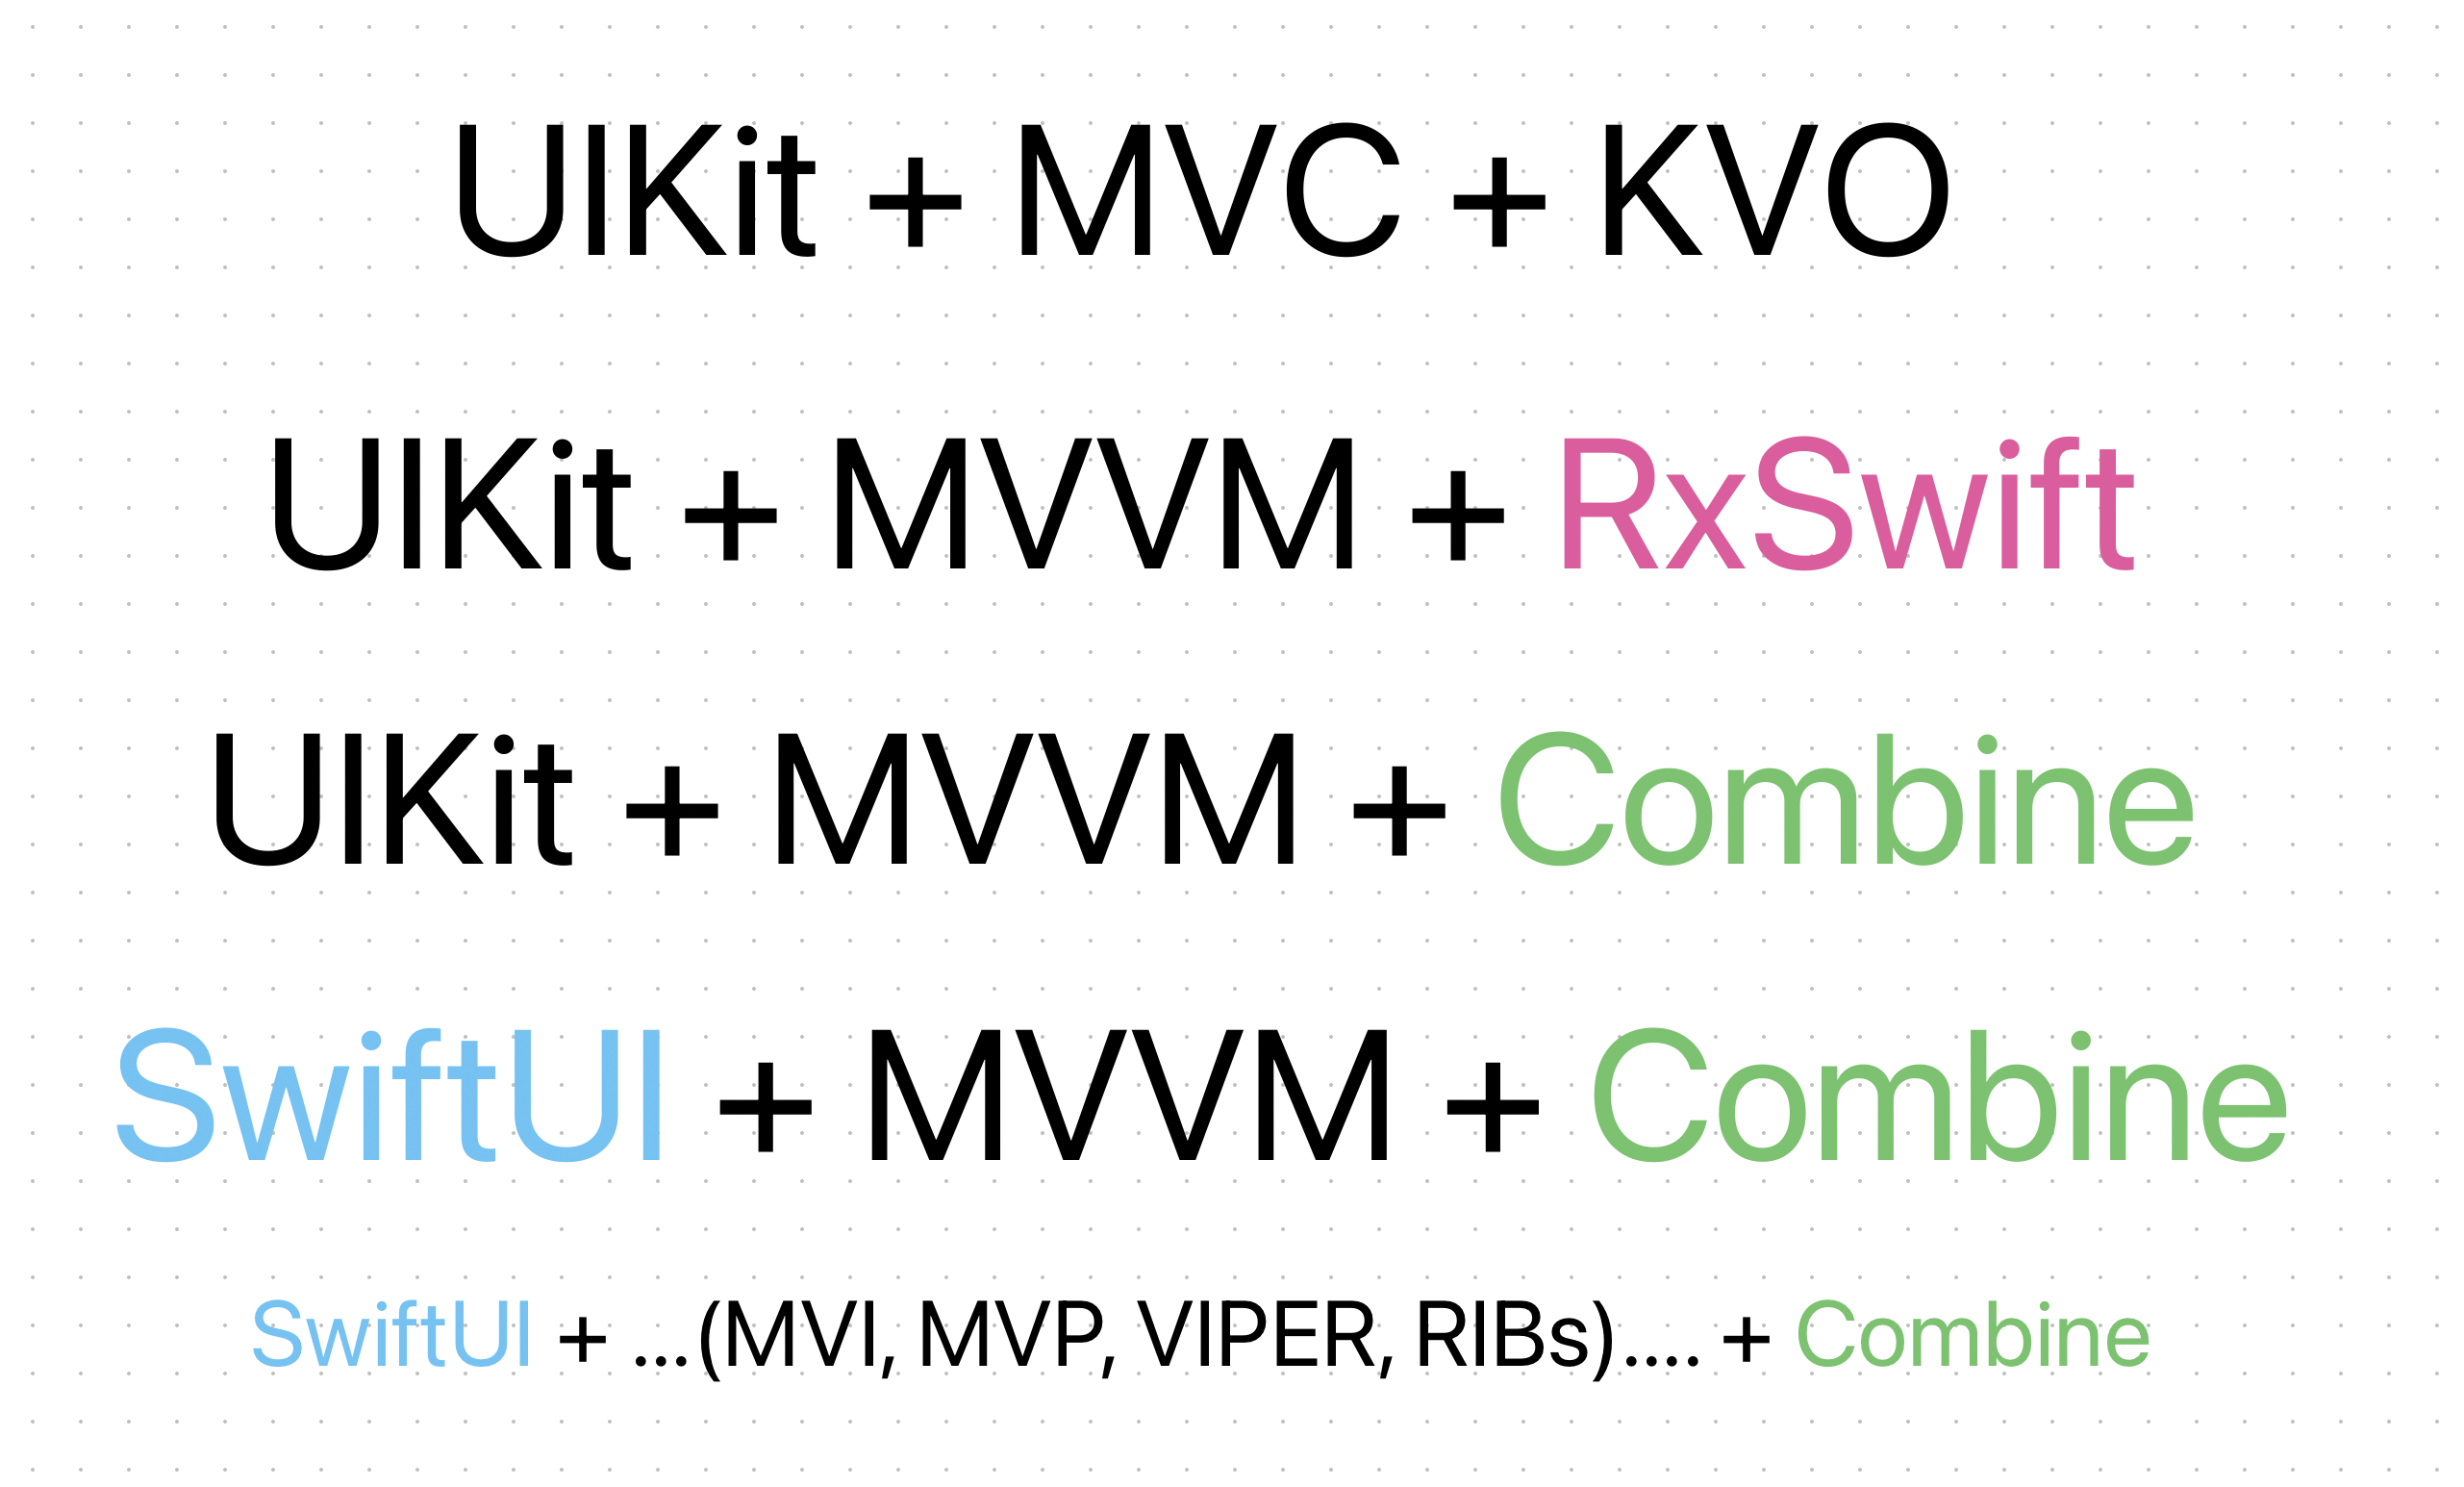 UIKit + MVC + KVO
UIKit + MVVM + RxSwift
UIKit + MVVM + Combine
SwiftUI + MVVM + Combine
SwiftUI + ...(MVI, MVP, VIPER, RIBs).... + Combine